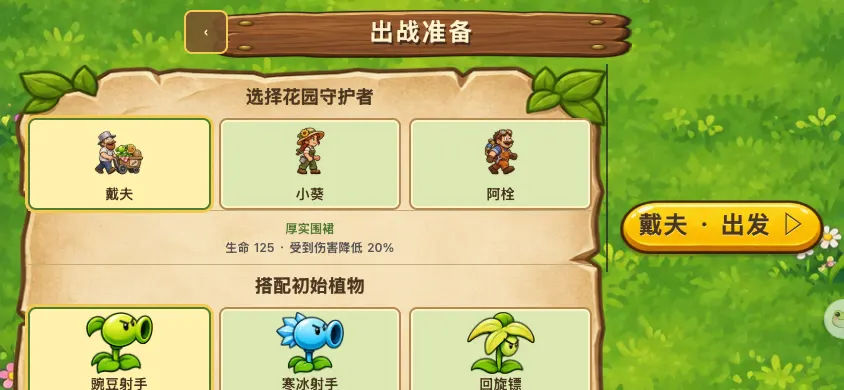 ‹
出战准备
选择花园守护者
戴夫
小葵
阿栓
厚实围裙
生命 125 · 受到伤害降低 20%
戴夫 · 出发 ▷
搭配初始植物
豌豆射手
寒冰射手
回旋镖